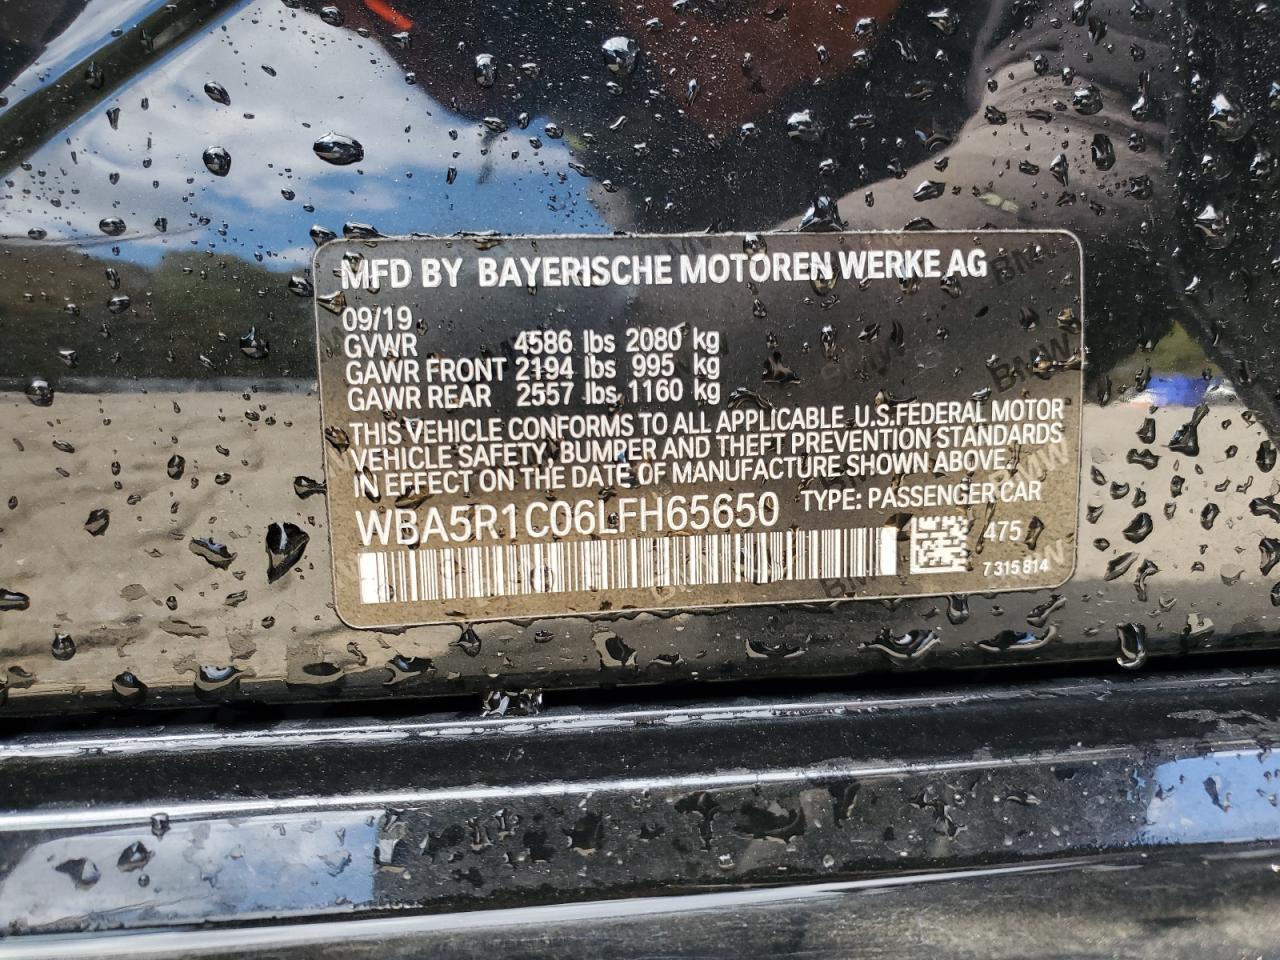 MFD BY BAYERISCHE MOTOREN WERKE AG
09/19
GVWR 4586 lbs 2080 kg
GAWR FRONT 2194 lbs 995 kg
GAWR REAR 2557 lbs 1160 kg
THIS VEHICLE CONFORMS TO ALL APPLICABLE U.S.FEDERAL MOTOR
VEHICLE SAFETY, BUMPER AND THEFT PREVENTION STANDARDS
IN EFFECT ON THE DATE OF MANUFACTURE SHOWN ABOVE.
WBA5R1C06LFH65650 TYPE: PASSENGER CAR
475
7315814